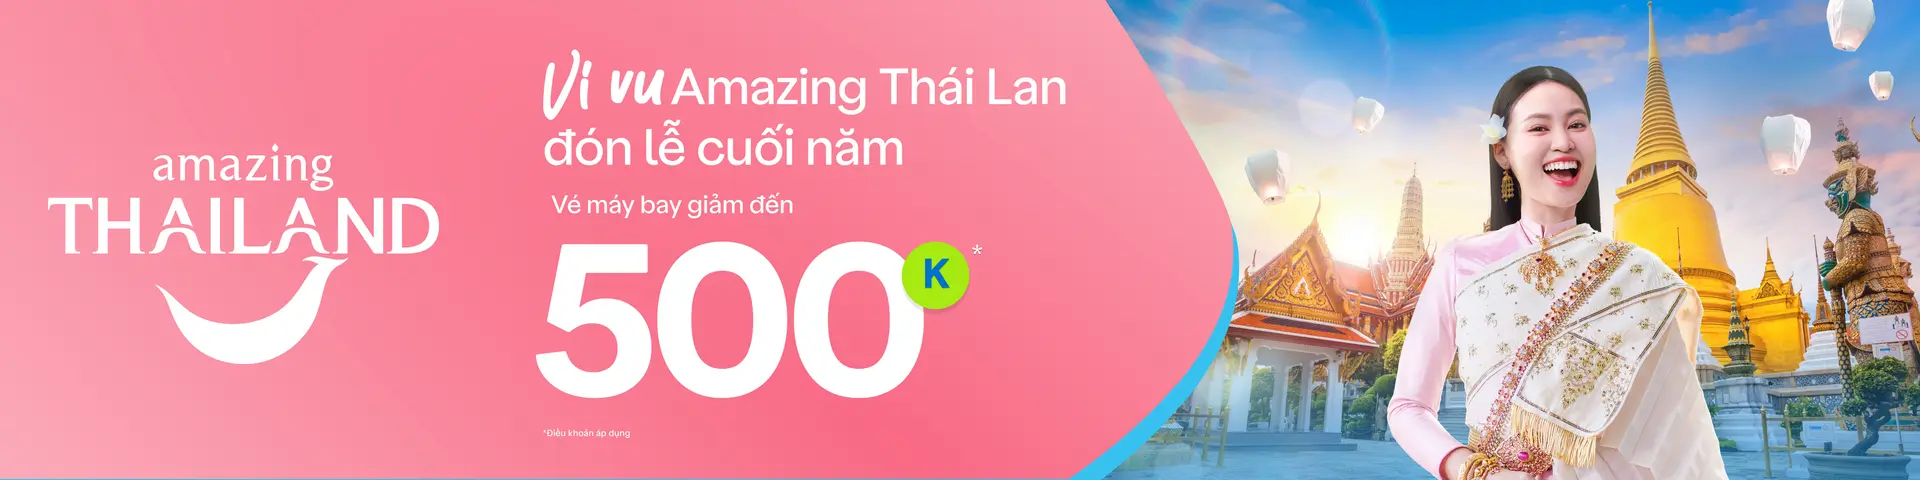 amazing
THAILAND
Vi vu Amazing Thái Lan
đón lễ cuối năm
Vé máy bay giảm đến
500K*
*Điều khoản áp dụng